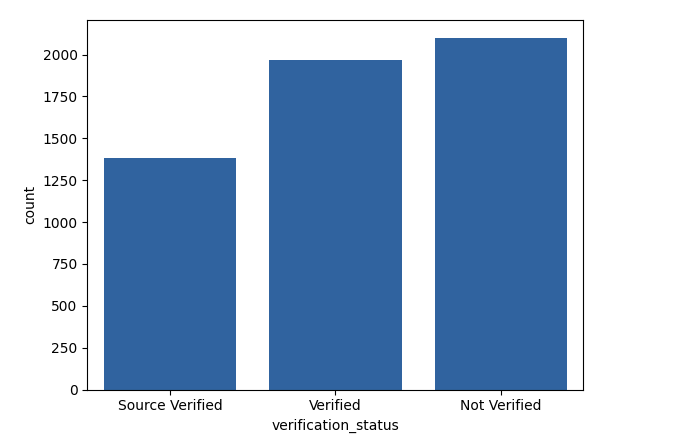 2000
1750
1500
1250
1000
750
500
250
0
count
Source Verified
Verified
Not Verified
verification_status